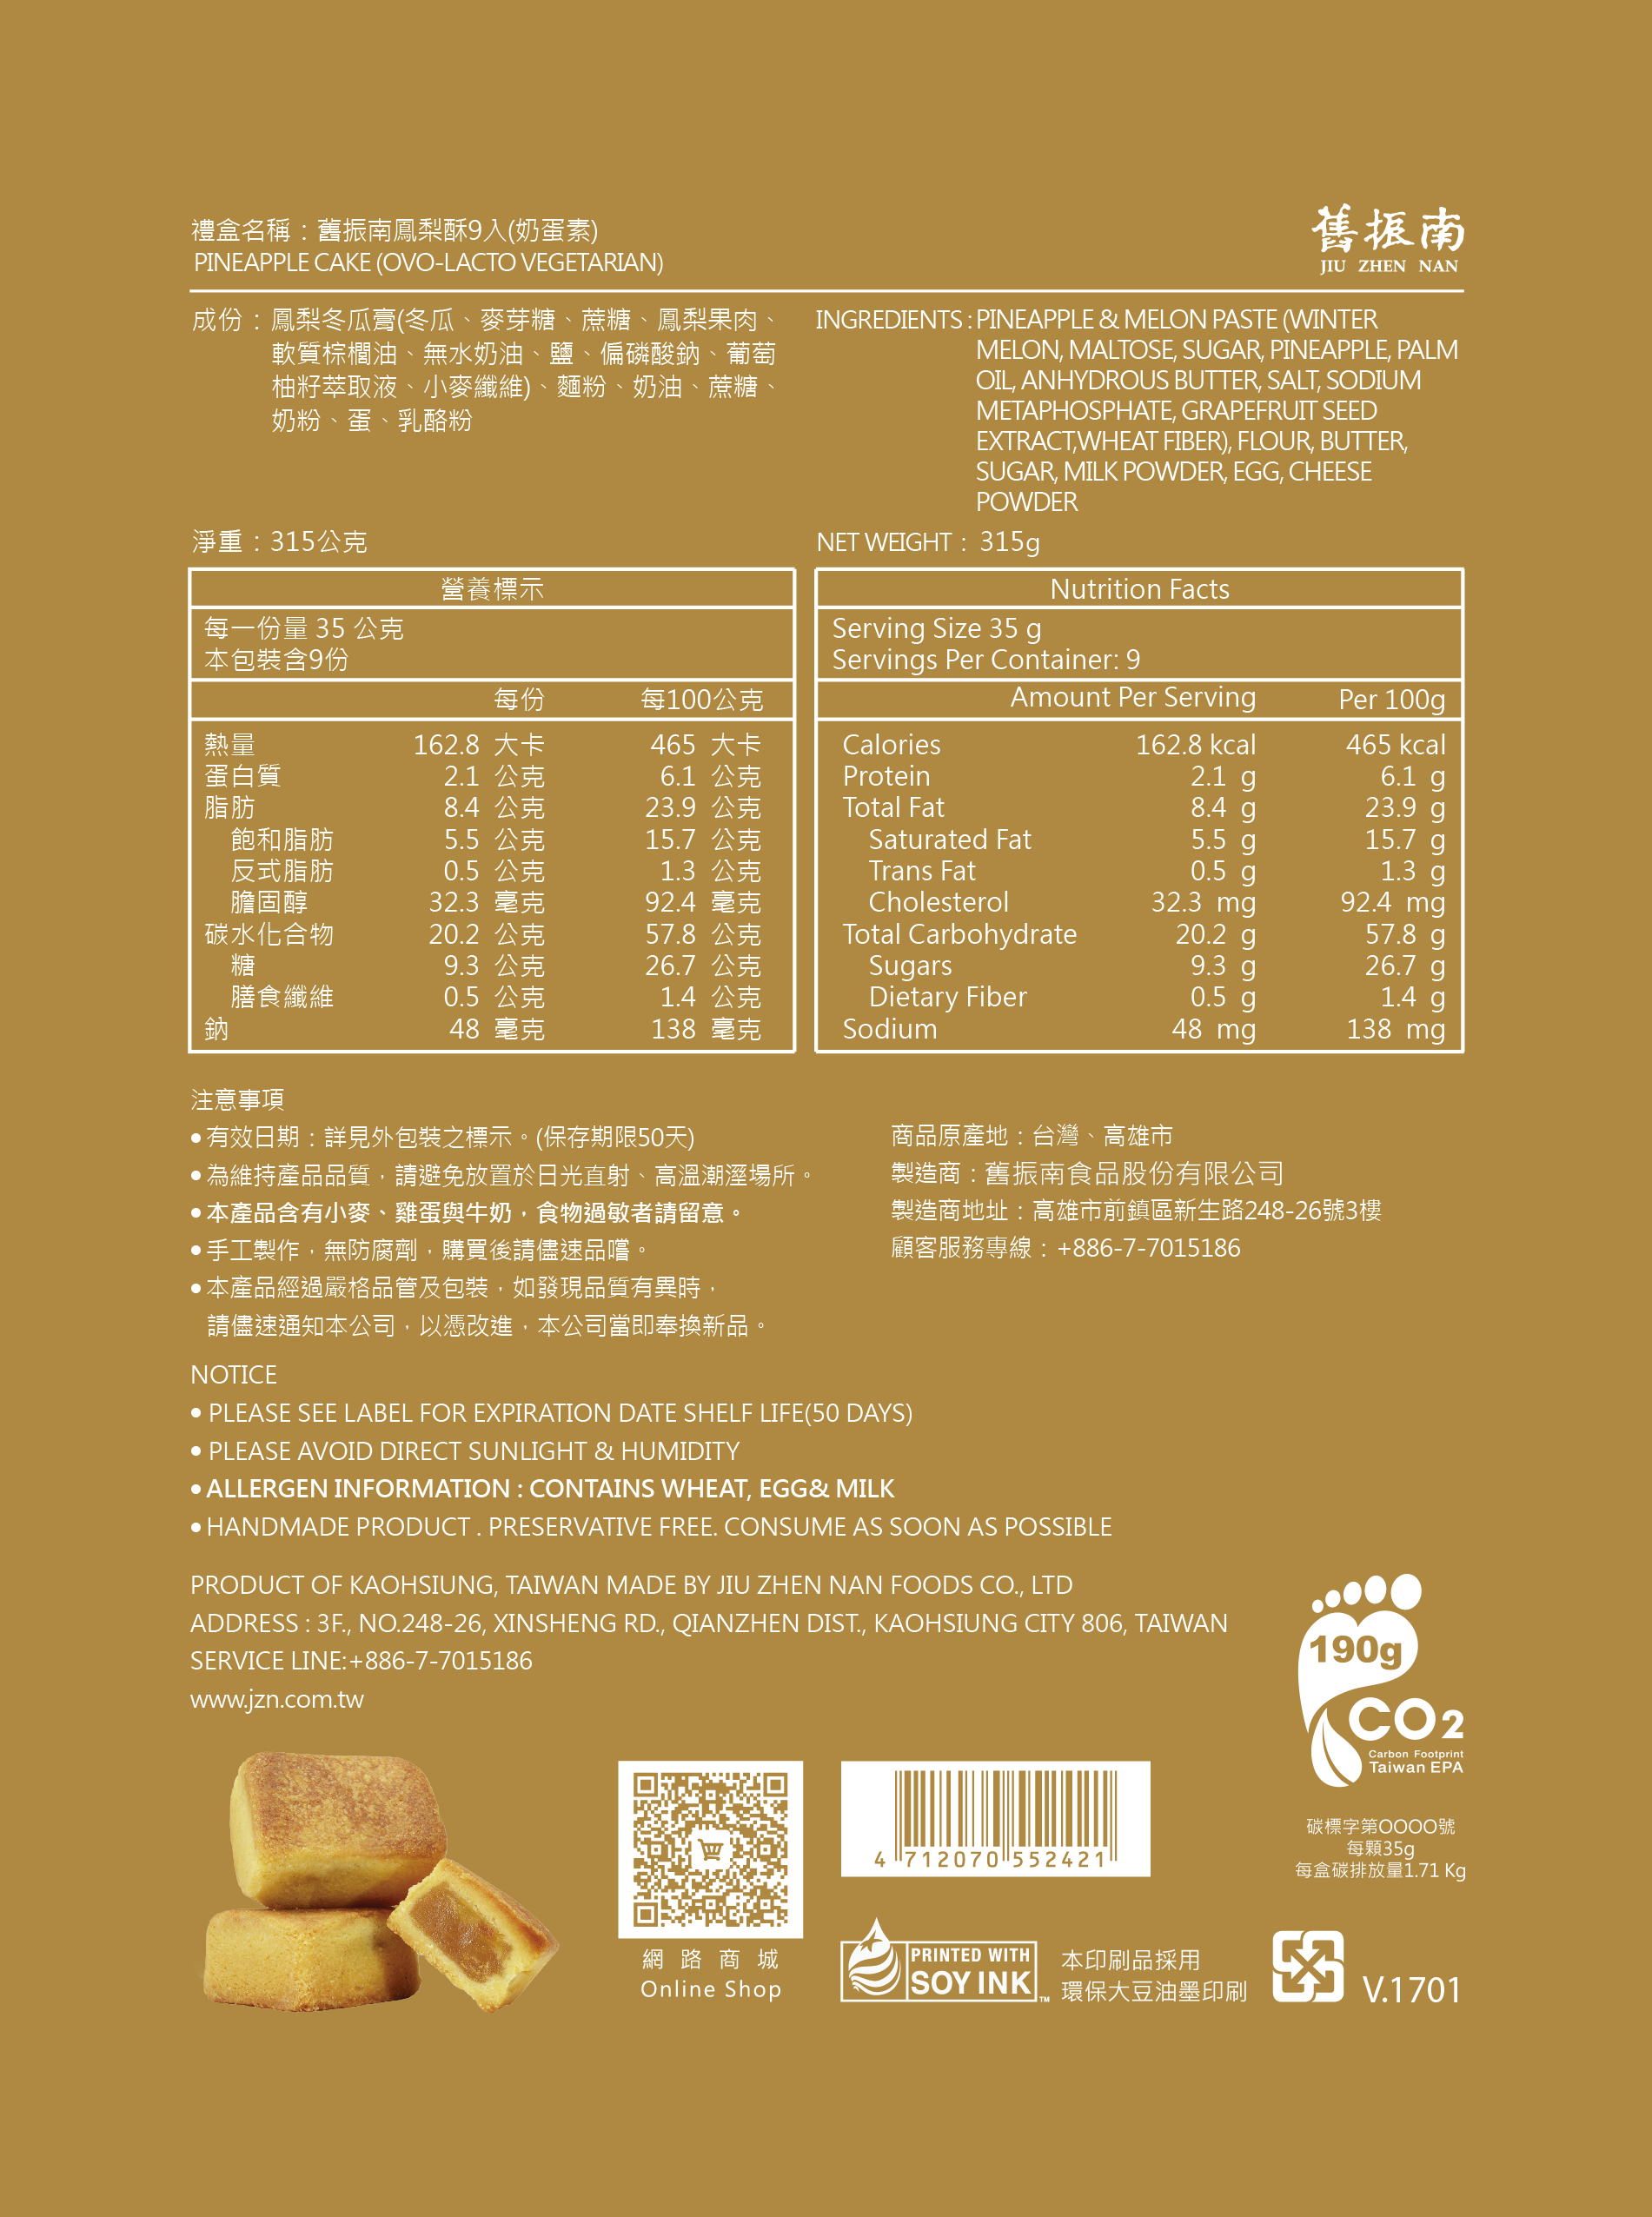 禮盒名稱：舊振南鳳梨酥9入(奶蛋素)
PINEAPPLE CAKE (OVO-LACTO VEGETARIAN)
舊振南
JIU ZHEN NAN
成份：鳳梨冬瓜膏(冬瓜、麥芽糖、蔗糖、鳳梨果肉、
軟質棕櫚油、無水奶油、鹽、偏磷酸鈉、葡萄
柚籽萃取液、小麥纖維)、麵粉、奶油、蔗糖、
奶粉、蛋、乳酪粉
INGREDIENTS : PINEAPPLE & MELON PASTE (WINTER
MELON, MALTOSE, SUGAR, PINEAPPLE, PALM
OIL, ANHYDROUS BUTTER, SALT, SODIUM
METAPHOSPHATE, GRAPEFRUIT SEED
EXTRACT,WHEAT FIBER), FLOUR, BUTTER,
SUGAR, MILK POWDER, EGG, CHEESE
POWDER
淨重：315公克
NET WEIGHT： 315g
營養標示
每一份量 35 公克
本包裝含9份
每份 每100公克
熱量 162.8 大卡 465 大卡
蛋白質 2.1 公克 6.1 公克
脂肪 8.4 公克 23.9 公克
飽和脂肪 5.5 公克 15.7 公克
反式脂肪 0.5 公克 1.3 公克
膽固醇 32.3 毫克 92.4 毫克
碳水化合物 20.2 公克 57.8 公克
糖 9.3 公克 26.7 公克
膳食纖維 0.5 公克 1.4 公克
鈉 48 毫克 138 毫克
Nutrition Facts
Serving Size 35 g
Servings Per Container: 9
Amount Per Serving Per 100g
Calories 162.8 kcal 465 kcal
Protein 2.1 g 6.1 g
Total Fat 8.4 g 23.9 g
Saturated Fat 5.5 g 15.7 g
Trans Fat 0.5 g 1.3 g
Cholesterol 32.3 mg 92.4 mg
Total Carbohydrate 20.2 g 57.8 g
Sugars 9.3 g 26.7 g
Dietary Fiber 0.5 g 1.4 g
Sodium 48 mg 138 mg
注意事項
●有效日期：詳見外包裝之標示。(保存期限50天)
●為維持產品品質，請避免放置於日光直射、高溫潮溼場所。
●本產品含有小麥、雞蛋與牛奶，食物過敏者請留意。
●手工製作，無防腐劑，購買後請儘速品嚐。
●本產品經過嚴格品管及包裝，如發現品質有異時，
請儘速通知本公司，以憑改進，本公司當即奉換新品。
商品原產地：台灣、高雄市
製造商：舊振南食品股份有限公司
製造商地址：高雄市前鎮區新生路248-26號3樓
顧客服務專線：+886-7-7015186
NOTICE
● PLEASE SEE LABEL FOR EXPIRATION DATE SHELF LIFE(50 DAYS)
● PLEASE AVOID DIRECT SUNLIGHT & HUMIDITY
● ALLERGEN INFORMATION : CONTAINS WHEAT, EGG& MILK
● HANDMADE PRODUCT . PRESERVATIVE FREE. CONSUME AS SOON AS POSSIBLE
PRODUCT OF KAOHSIUNG, TAIWAN MADE BY JIU ZHEN NAN FOODS CO., LTD
ADDRESS : 3F., NO.248-26, XINSHENG RD., QIANZHEN DIST., KAOHSIUNG CITY 806, TAIWAN
SERVICE LINE:+886-7-7015186
www.jzn.com.tw
190g
CO2
Carbon Footprint
Taiwan EPA
碳標字第OOOO號
每顆35g
每盒碳排放量1.71 Kg
4 712070 552421
網路商城
Online Shop
PRINTED WITH
SOY INK™
本印刷品採用
環保大豆油墨印刷
V.1701